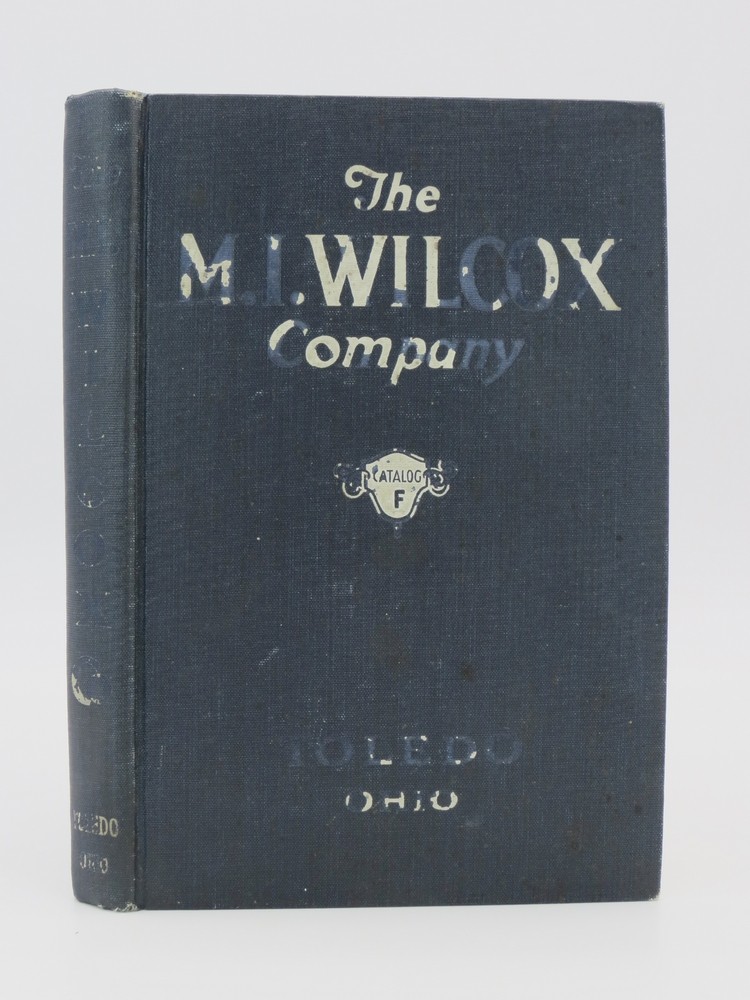 The
M.I. WILCOX
Company
CATALOG
F
TOLEDO
OHIO
TOLEDO
OHIO